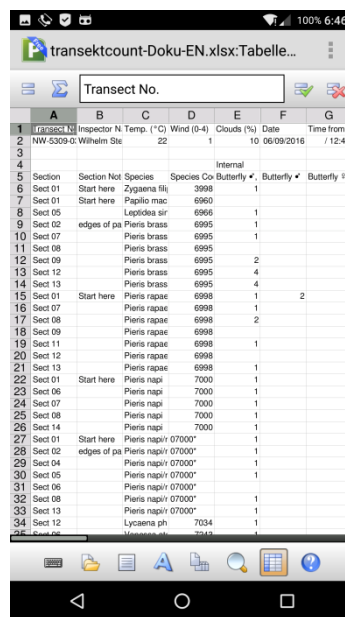 100% 6:46
transektcount-Doku-EN.xlsx:Tabelle...
Transect No.
A B C D E F G
1 Transect N Inspector N Temp. (°C) Wind (0-4) Clouds (%) Date Time from
2 NW-5309-0 Wilhelm Ste 22 1 10 06/09/2016 / 12:4
3
4 Internal
5 Section Section Not Species Species Co Butterfly Butterfly Butterfly
6 Sect 01 Start here Zygaena fili 3998 1
7 Sect 01 Start here Papilio mac 6960
8 Sect 05 Leptidea sir 6966 1
9 Sect 02 edges of pa Pieris brass 6995 1
10 Sect 07 Pieris brass 6995 1
11 Sect 08 Pieris brass 6995
12 Sect 09 Pieris brass 6995 2
13 Sect 12 Pieris brass 6995 4
14 Sect 13 Pieris brass 6995 4
15 Sect 01 Start here Pieris rapae 6998 1 2
16 Sect 07 Pieris rapae 6998 1
17 Sect 08 Pieris rapae 6998 2
18 Sect 09 Pieris rapae 6998
19 Sect 11 Pieris rapae 6998 1
20 Sect 12 Pieris rapae 6998
21 Sect 13 Pieris rapae 6998 1
22 Sect 01 Start here Pieris napi 7000 1
23 Sect 06 Pieris napi 7000 1
24 Sect 07 Pieris napi 7000 1
25 Sect 08 Pieris napi 7000 1
26 Sect 14 Pieris napi 7000 1
27 Sect 01 Start here Pieris napi/r 07000* 1
28 Sect 02 edges of pa Pieris napi/r 07000* 1
29 Sect 04 Pieris napi/r 07000* 1
30 Sect 05 Pieris napi/r 07000* 1
31 Sect 06 Pieris napi/r 07000*
32 Sect 08 Pieris napi/r 07000* 1
33 Sect 13 Pieris napi/r 07000* 1
34 Sect 12 Lycaena ph 7034 1
35 Sect 06 7243 1